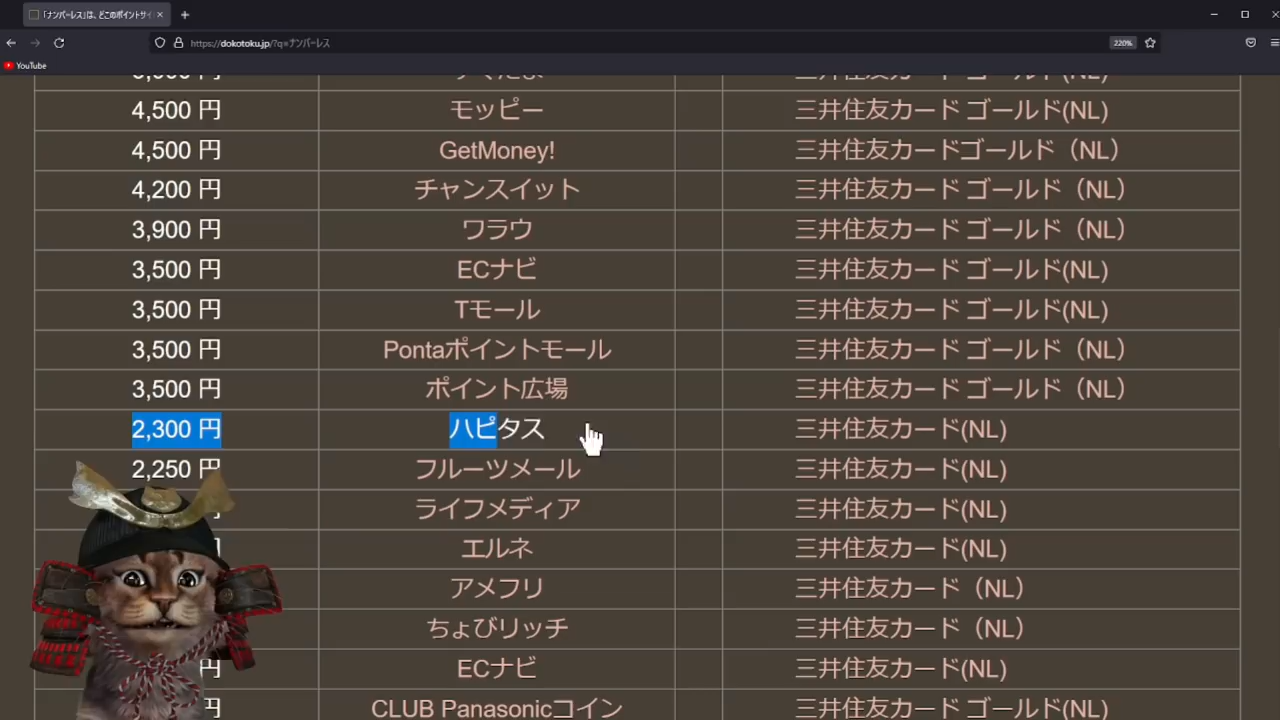 「ナンバーレス」は、どこのポイントサイ
https://dokotoku.jp/?q=ナンバーレス
220%
YouTube
4,500 円 モッピー 三井住友カード ゴールド(NL)
4,500 円 GetMoney! 三井住友カードゴールド（NL）
4,200 円 チャンスイット 三井住友カード ゴールド（NL）
3,900 円 ワラウ 三井住友カード ゴールド（NL）
3,500 円 ECナビ 三井住友カード ゴールド(NL)
3,500 円 Tモール 三井住友カード ゴールド(NL)
3,500 円 Pontaポイントモール 三井住友カード ゴールド（NL）
3,500 円 ポイント広場 三井住友カード ゴールド（NL）
2,300 円 ハピタス 三井住友カード(NL)
2,250 円 フルーツメール 三井住友カード(NL)
ライフメディア 三井住友カード(NL)
エルネ 三井住友カード(NL)
アメフリ 三井住友カード（NL）
ちょびリッチ 三井住友カード（NL）
円 ECナビ 三井住友カード(NL)
円 CLUB Panasonicコイン 三井住友カード ゴールド(NL)